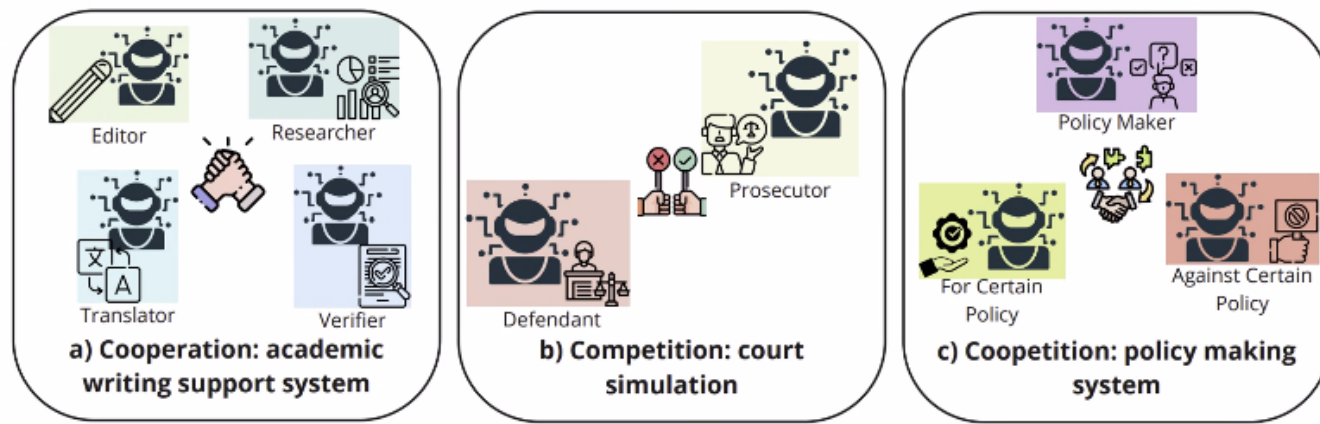 Editor
Researcher
文
A
Translator
Verifier
a) Cooperation: academic
writing support system
Prosecutor
Defendant
b) Competition: court
simulation
?
Policy Maker
For Certain
Policy
Against Certain
Policy
c) Coopetition: policy making
system